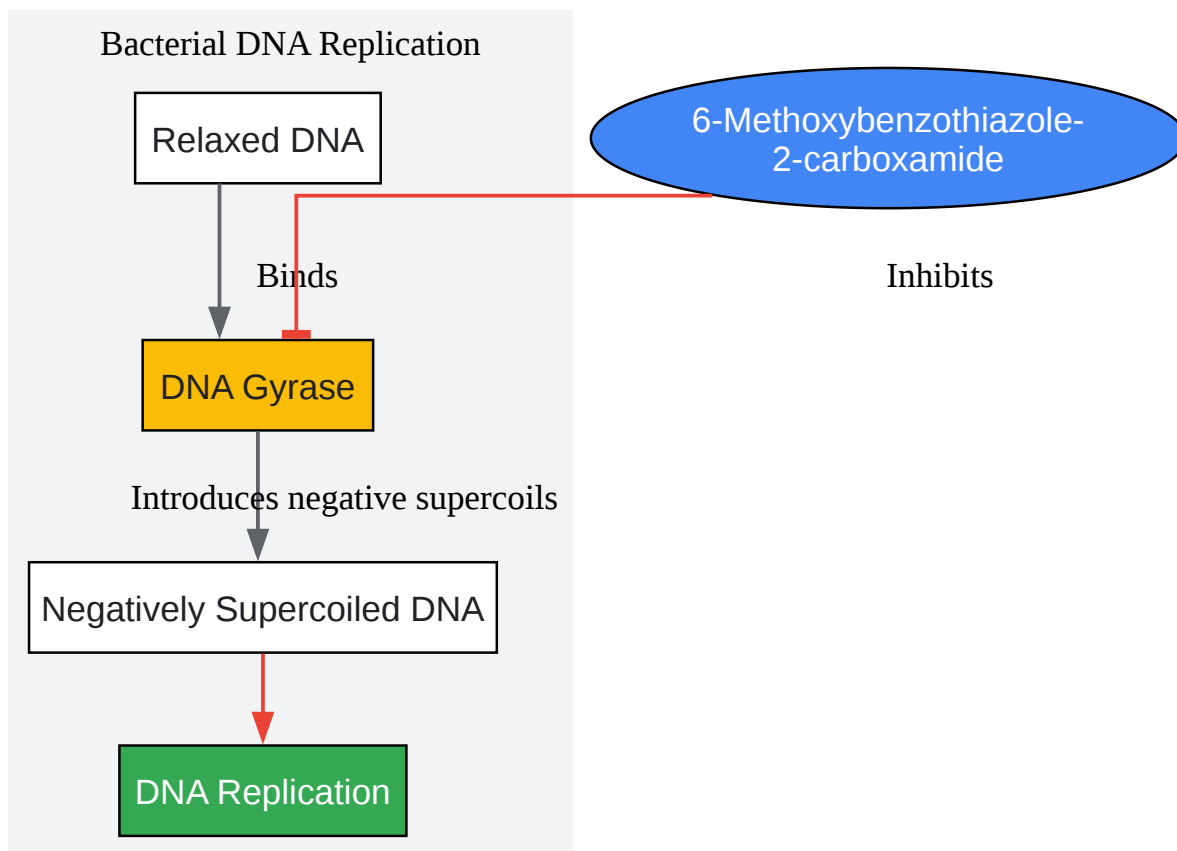 Bacterial DNA Replication
Relaxed DNA
6-Methoxybenzothiazole-
2-carboxamide
Binds
Inhibits
DNA Gyrase
Introduces negative supercoils
Negatively Supercoiled DNA
DNA Replication